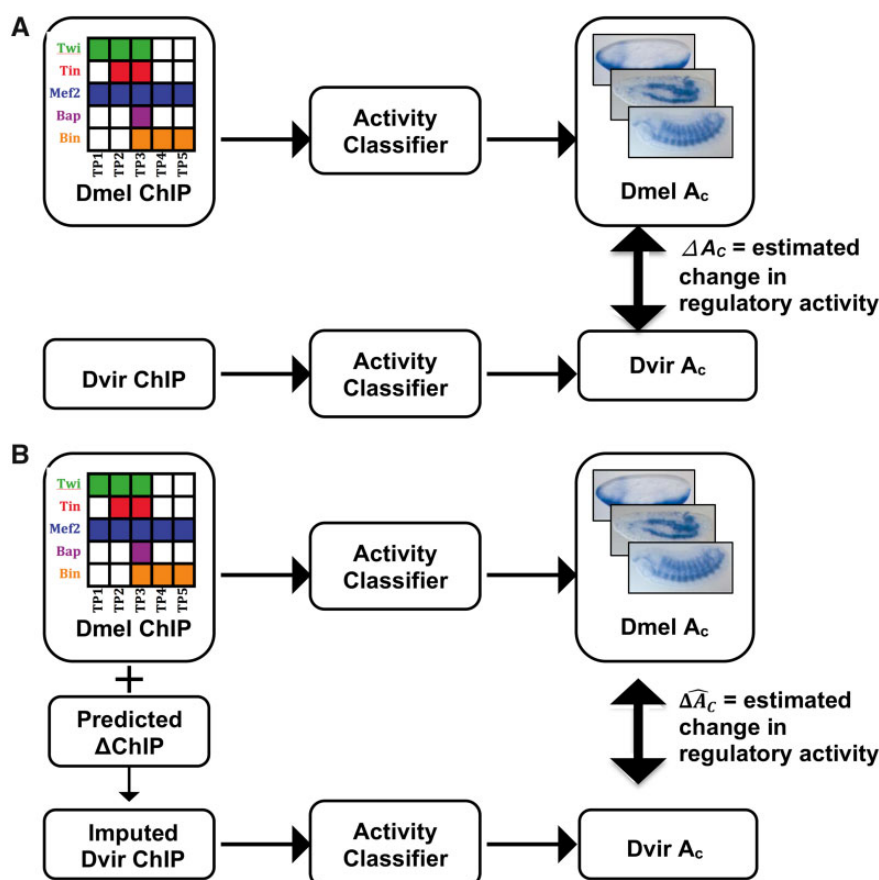 A
Twi
Tin
Mef2
Bap
Bin
TP1 TP2 TP3 TP4 TP5
Dmel ChIP
Activity
Classifier
Dmel Ac
ΔAc = estimated
change in
regulatory activity
Dvir ChIP
Activity
Classifier
Dvir Ac
B
Twi
Tin
Mef2
Bap
Bin
TP1 TP2 TP3 TP4 TP5
Dmel ChIP
Activity
Classifier
Dmel Ac
+
Predicted
ΔChIP
ΔÂC = estimated
change in
regulatory activity
Imputed
Dvir ChIP
Activity
Classifier
Dvir Ac